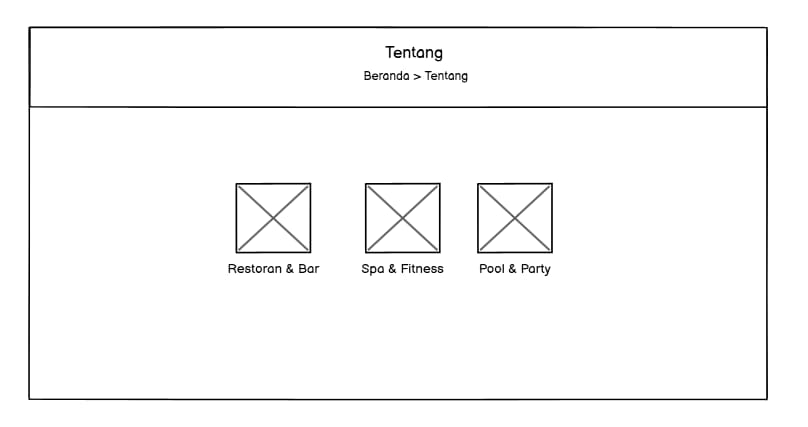 Tentang
Beranda > Tentang
Restoran & Bar
Spa & Fitness
Pool & Party